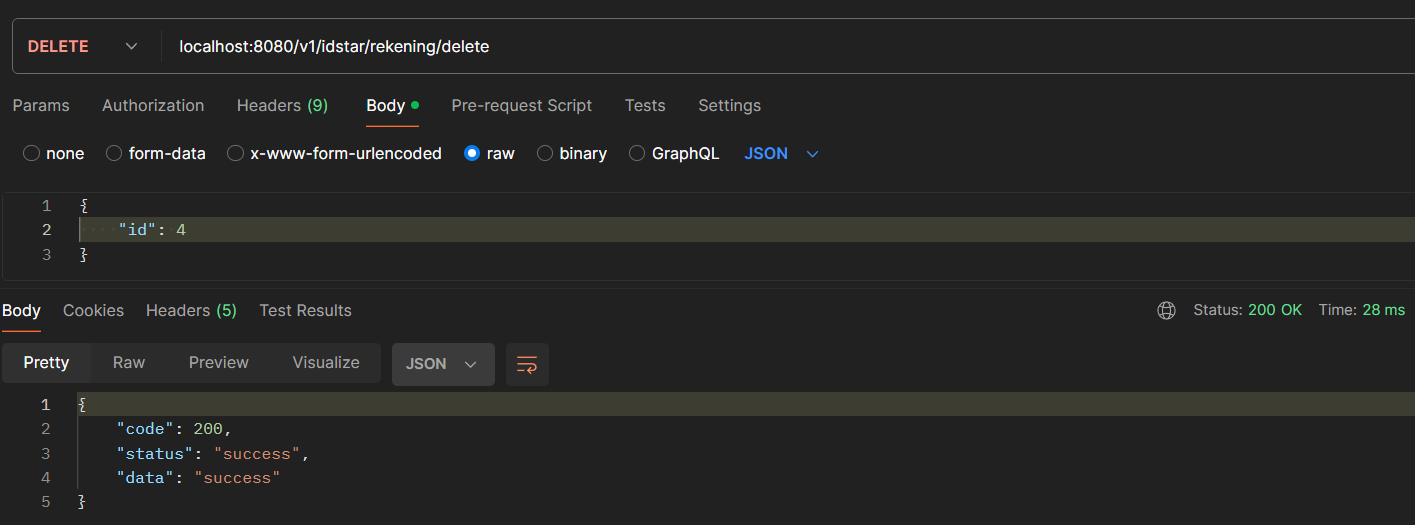 DELETE localhost:8080/v1/idstar/rekening/delete
Params Authorization Headers (9) Body Pre-request Script Tests Settings
none form-data x-www-form-urlencoded raw binary GraphQL JSON
1 {
2 "id": 4
3 }
Body Cookies Headers (5) Test Results Status: 200 OK Time: 28 ms
Pretty Raw Preview Visualize JSON
1 {
2 "code": 200,
3 "status": "success",
4 "data": "success"
5 }